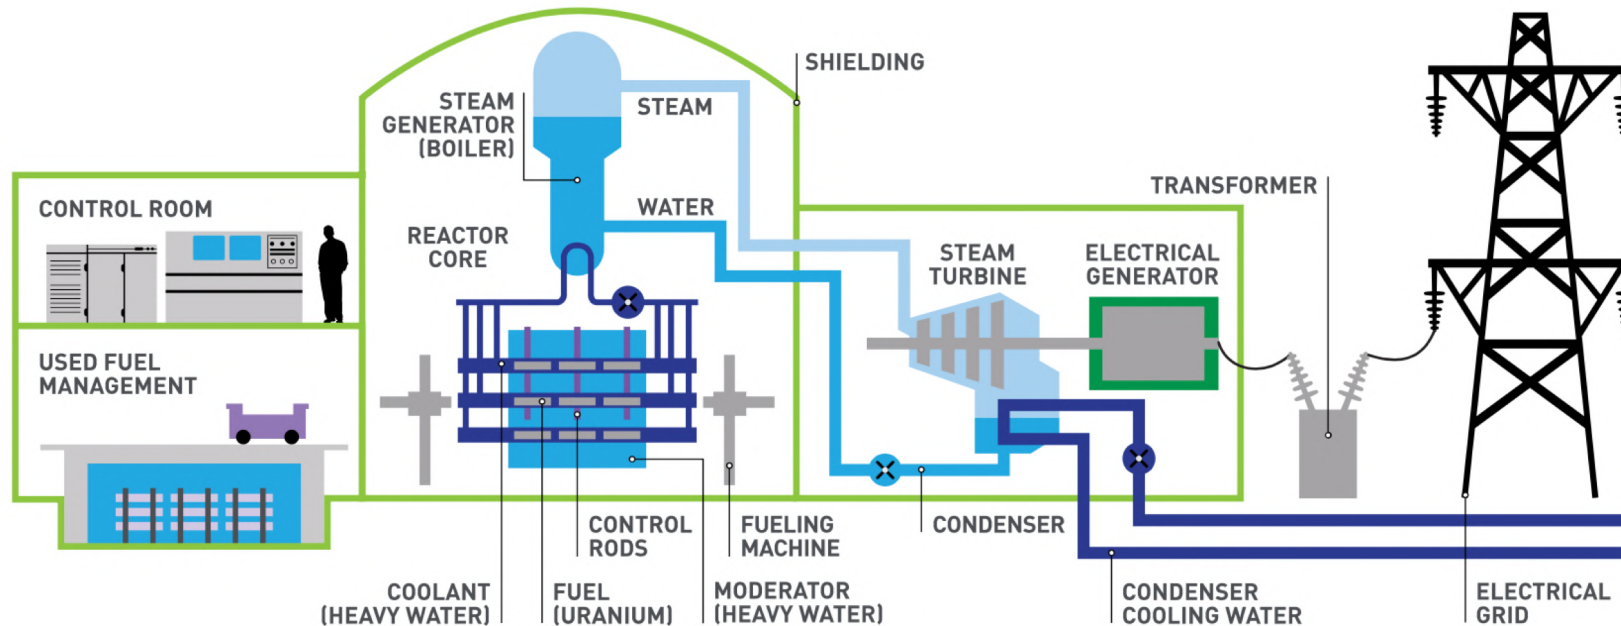 SHIELDING
STEAM
GENERATOR
(BOILER)
STEAM
CONTROL ROOM
WATER
REACTOR
CORE
TRANSFORMER
STEAM
TURBINE
ELECTRICAL
GENERATOR
USED FUEL
MANAGEMENT
CONTROL
RODS
FUELING
MACHINE
CONDENSER
COOLANT
(HEAVY WATER)
FUEL
(URANIUM)
MODERATOR
(HEAVY WATER)
CONDENSER
COOLING WATER
ELECTRICAL
GRID